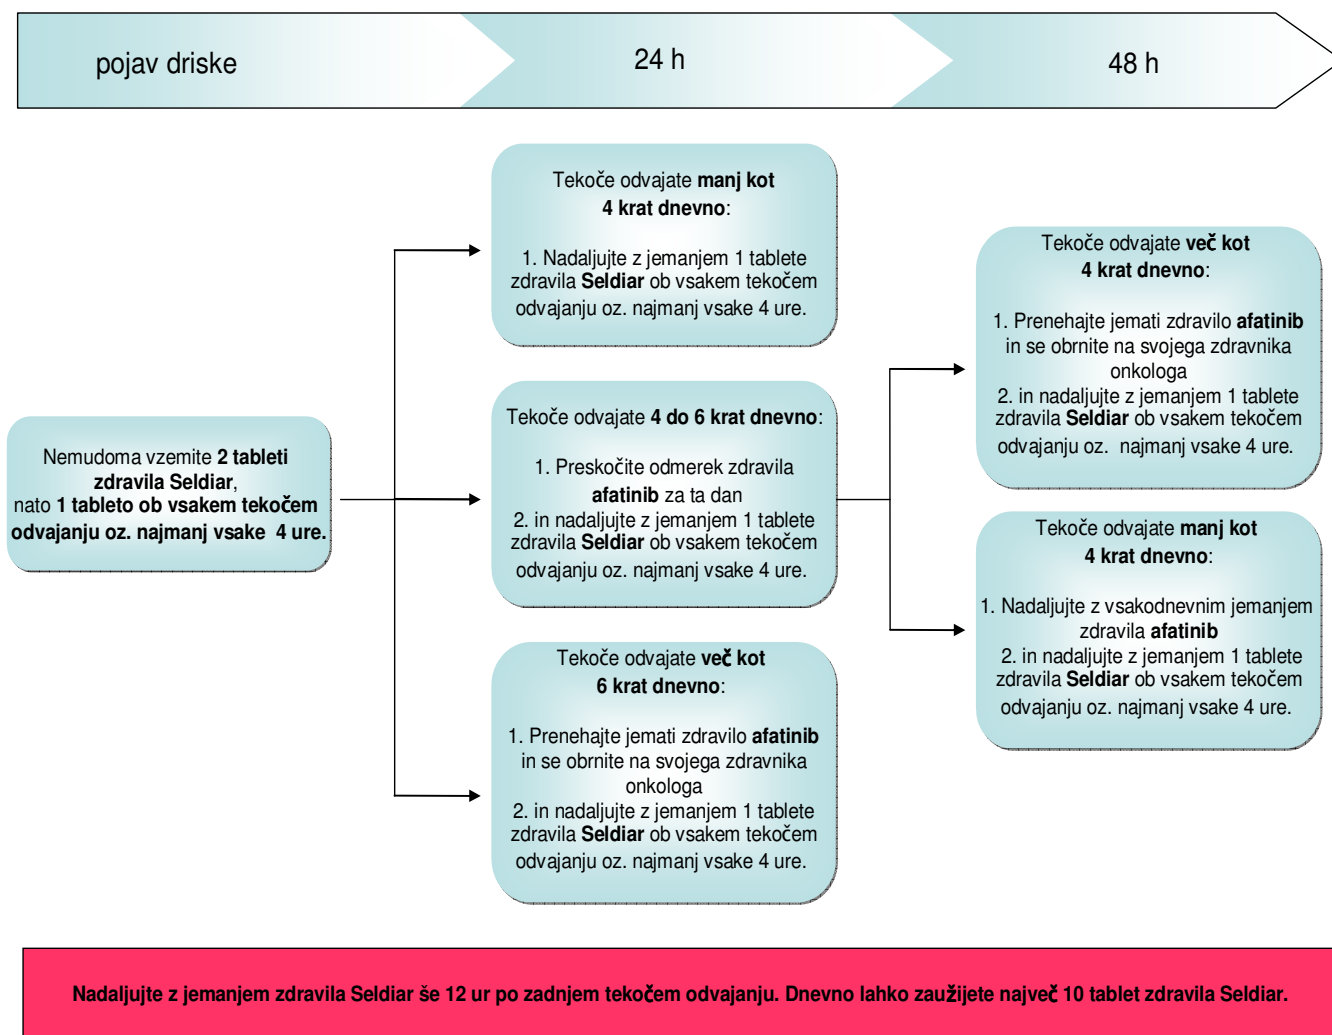 pojav driske
24 h
48 h
Nemudoma vzemite 2 tableti
zdravila Seldiar,
nato 1 tableto ob vsakem tekočem
odvajanju oz. najmanj vsake 4 ure.
Tekoče odvajate manj kot
4 krat dnevno:
1. Nadaljujte z jemanjem 1 tablete
zdravila Seldiar ob vsakem tekočem
odvajanju oz. najmanj vsake 4 ure.
Tekoče odvajate 4 do 6 krat dnevno:
1. Preskočite odmerek zdravila
afatinib za ta dan
2. in nadaljujte z jemanjem 1 tablete
zdravila Seldiar ob vsakem tekočem
odvajanju oz. najmanj vsake 4 ure.
Tekoče odvajate več kot
6 krat dnevno:
1. Prenehajte jemati zdravilo afatinib
in se obrnite na svojega zdravnika
onkologa
2. in nadaljujte z jemanjem 1 tablete
zdravila Seldiar ob vsakem tekočem
odvajanju oz. najmanj vsake 4 ure.
Tekoče odvajate več kot
4 krat dnevno:
1. Prenehajte jemati zdravilo afatinib
in se obrnite na svojega zdravnika
onkologa
2. in nadaljujte z jemanjem 1 tablete
zdravila Seldiar ob vsakem tekočem
odvajanju oz. najmanj vsake 4 ure.
Tekoče odvajate manj kot
4 krat dnevno:
1. Nadaljujte z vsakodnevnim jemanjem
zdravila afatinib
2. in nadaljujte z jemanjem 1 tablete
zdravila Seldiar ob vsakem tekočem
odvajanju oz. najmanj vsake 4 ure.
Nadaljujte z jemanjem zdravila Seldiar še 12 ur po zadnjem tekočem odvajanju. Dnevno lahko zaužijete največ 10 tablet zdravila Seldiar.